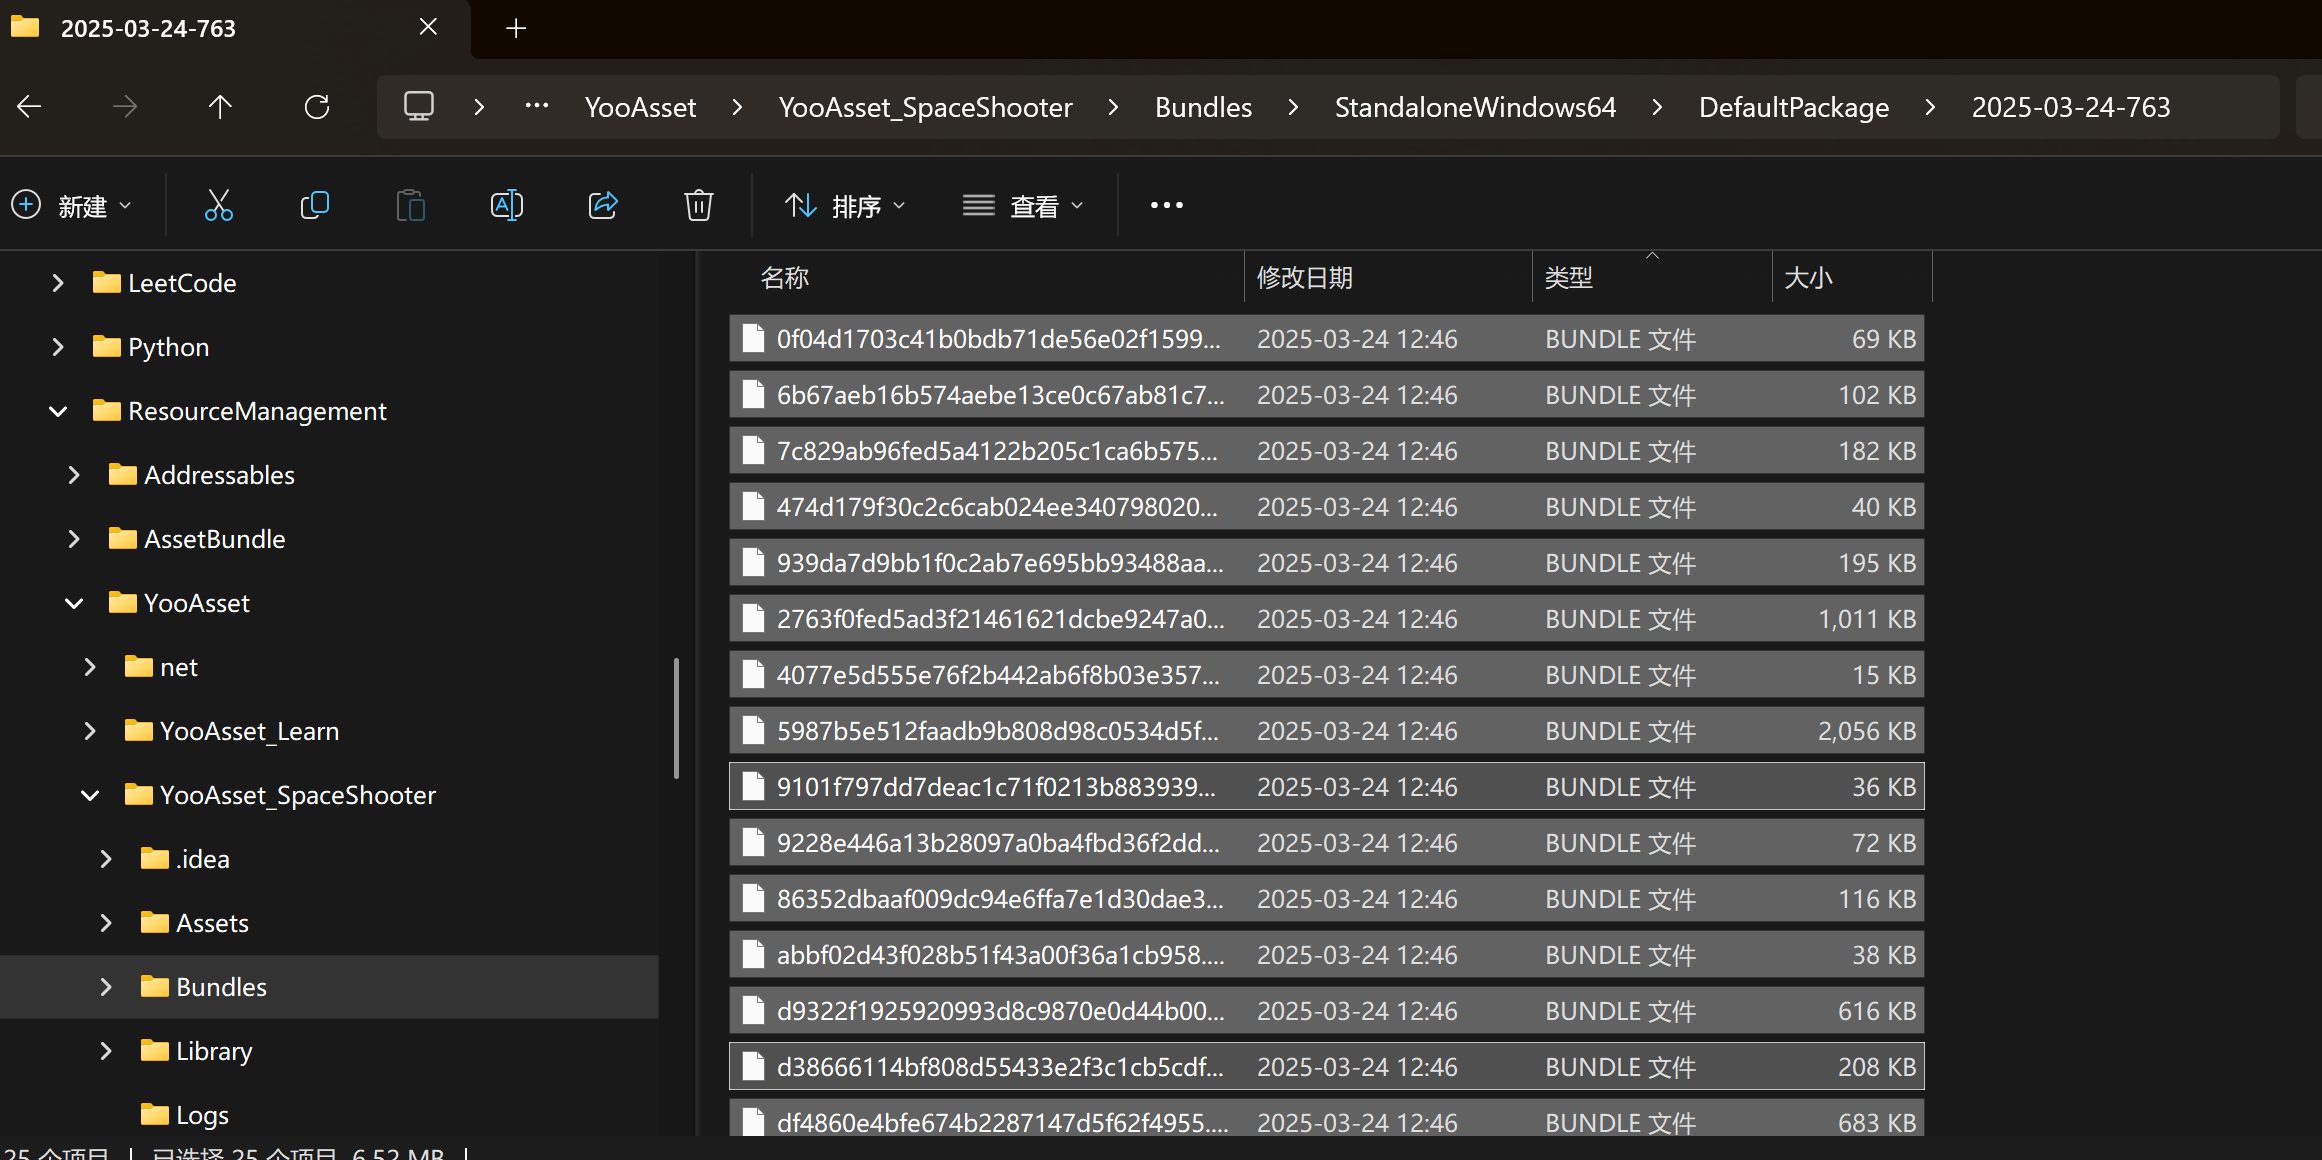 2025-03-24-763
YooAsset YooAsset_SpaceShooter Bundles StandaloneWindows64 DefaultPackage 2025-03-24-763
新建 排序 查看
LeetCode
Python
ResourceManagement
Addressables
AssetBundle
YooAsset
net
YooAsset_Learn
YooAsset_SpaceShooter
.idea
Assets
Bundles
Library
Logs
名称 修改日期 类型 大小
0f04d1703c41b0bdb71de56e02f1599... 2025-03-24 12:46 BUNDLE 文件 69 KB
6b67aeb16b574aebe13ce0c67ab81c7... 2025-03-24 12:46 BUNDLE 文件 102 KB
7c829ab96fed5a4122b205c1ca6b575... 2025-03-24 12:46 BUNDLE 文件 182 KB
474d179f30c2c6cab024ee340798020... 2025-03-24 12:46 BUNDLE 文件 40 KB
939da7d9bb1f0c2ab7e695bb93488aa... 2025-03-24 12:46 BUNDLE 文件 195 KB
2763f0fed5ad3f21461621dcbe9247a0... 2025-03-24 12:46 BUNDLE 文件 1,011 KB
4077e5d555e76f2b442ab6f8b03e357... 2025-03-24 12:46 BUNDLE 文件 15 KB
5987b5e512faadb9b808d98c0534d5f... 2025-03-24 12:46 BUNDLE 文件 2,056 KB
9101f797dd7deac1c71f0213b883939... 2025-03-24 12:46 BUNDLE 文件 36 KB
9228e446a13b28097a0ba4fbd36f2dd... 2025-03-24 12:46 BUNDLE 文件 72 KB
86352dbaaf009dc94e6ffa7e1d30dae3... 2025-03-24 12:46 BUNDLE 文件 116 KB
abbf02d43f028b51f43a00f36a1cb958.... 2025-03-24 12:46 BUNDLE 文件 38 KB
d9322f1925920993d8c9870e0d44b00... 2025-03-24 12:46 BUNDLE 文件 616 KB
d38666114bf808d55433e2f3c1cb5cdf... 2025-03-24 12:46 BUNDLE 文件 208 KB
df4860e4bfe674b2287147d5f62f4955.... 2025-03-24 12:46 BUNDLE 文件 683 KB
25 个项目 已选择 25 个项目 6.52 MB